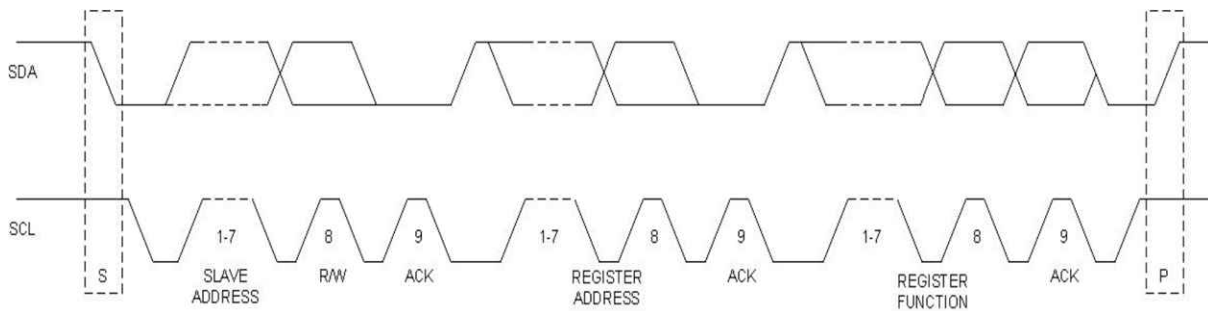 SDA
SCL
1-7 8 9 1-7 8 9 1-7 8 9
S SLAVE R/W ACK REGISTER ACK REGISTER ACK P
ADDRESS ADDRESS FUNCTION